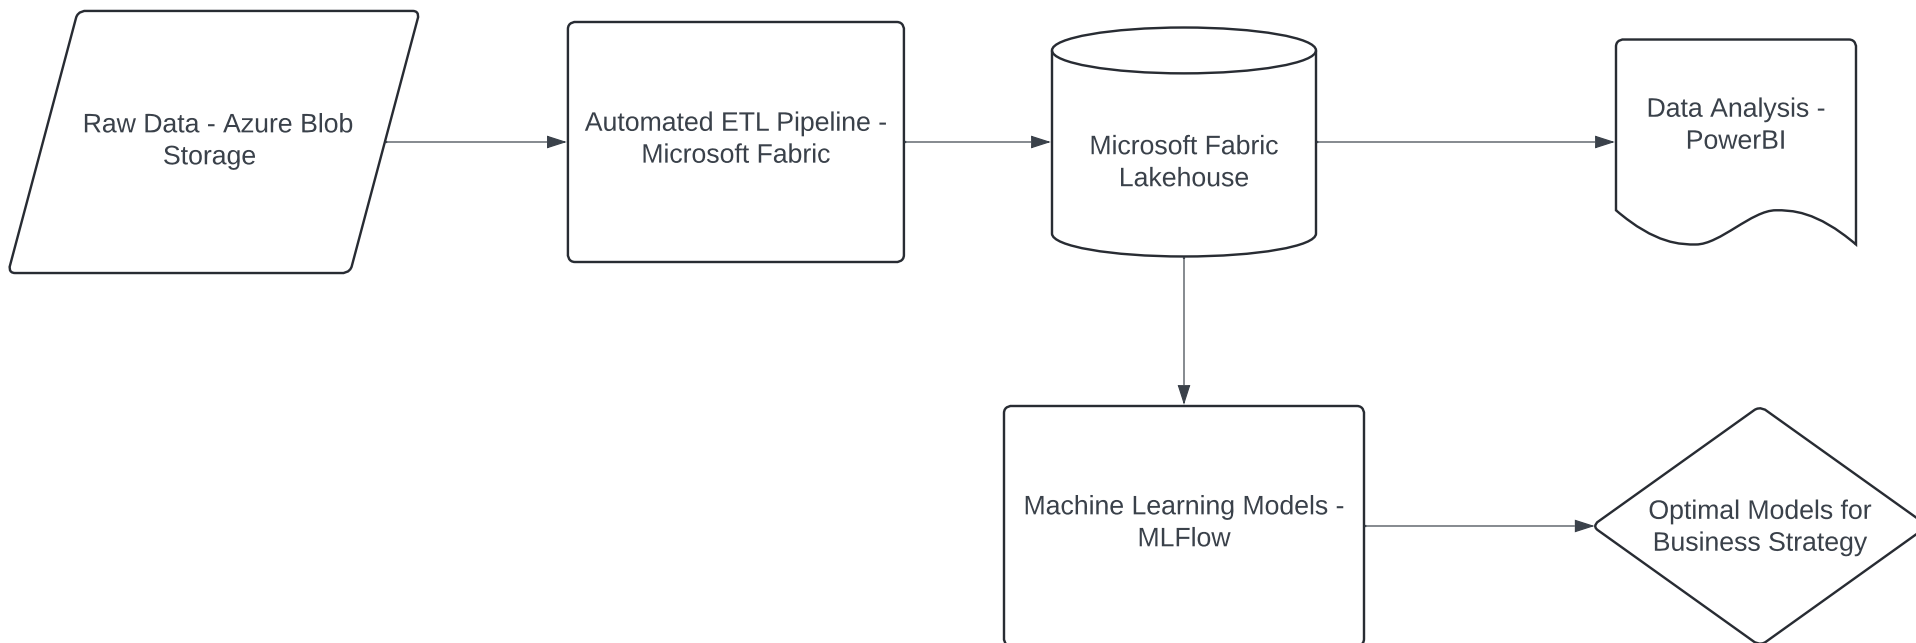 Raw Data - Azure Blob
Storage
Automated ETL Pipeline -
Microsoft Fabric
Microsoft Fabric
Lakehouse
Data Analysis -
PowerBI
Machine Learning Models -
MLFlow
Optimal Models for
Business Strategy